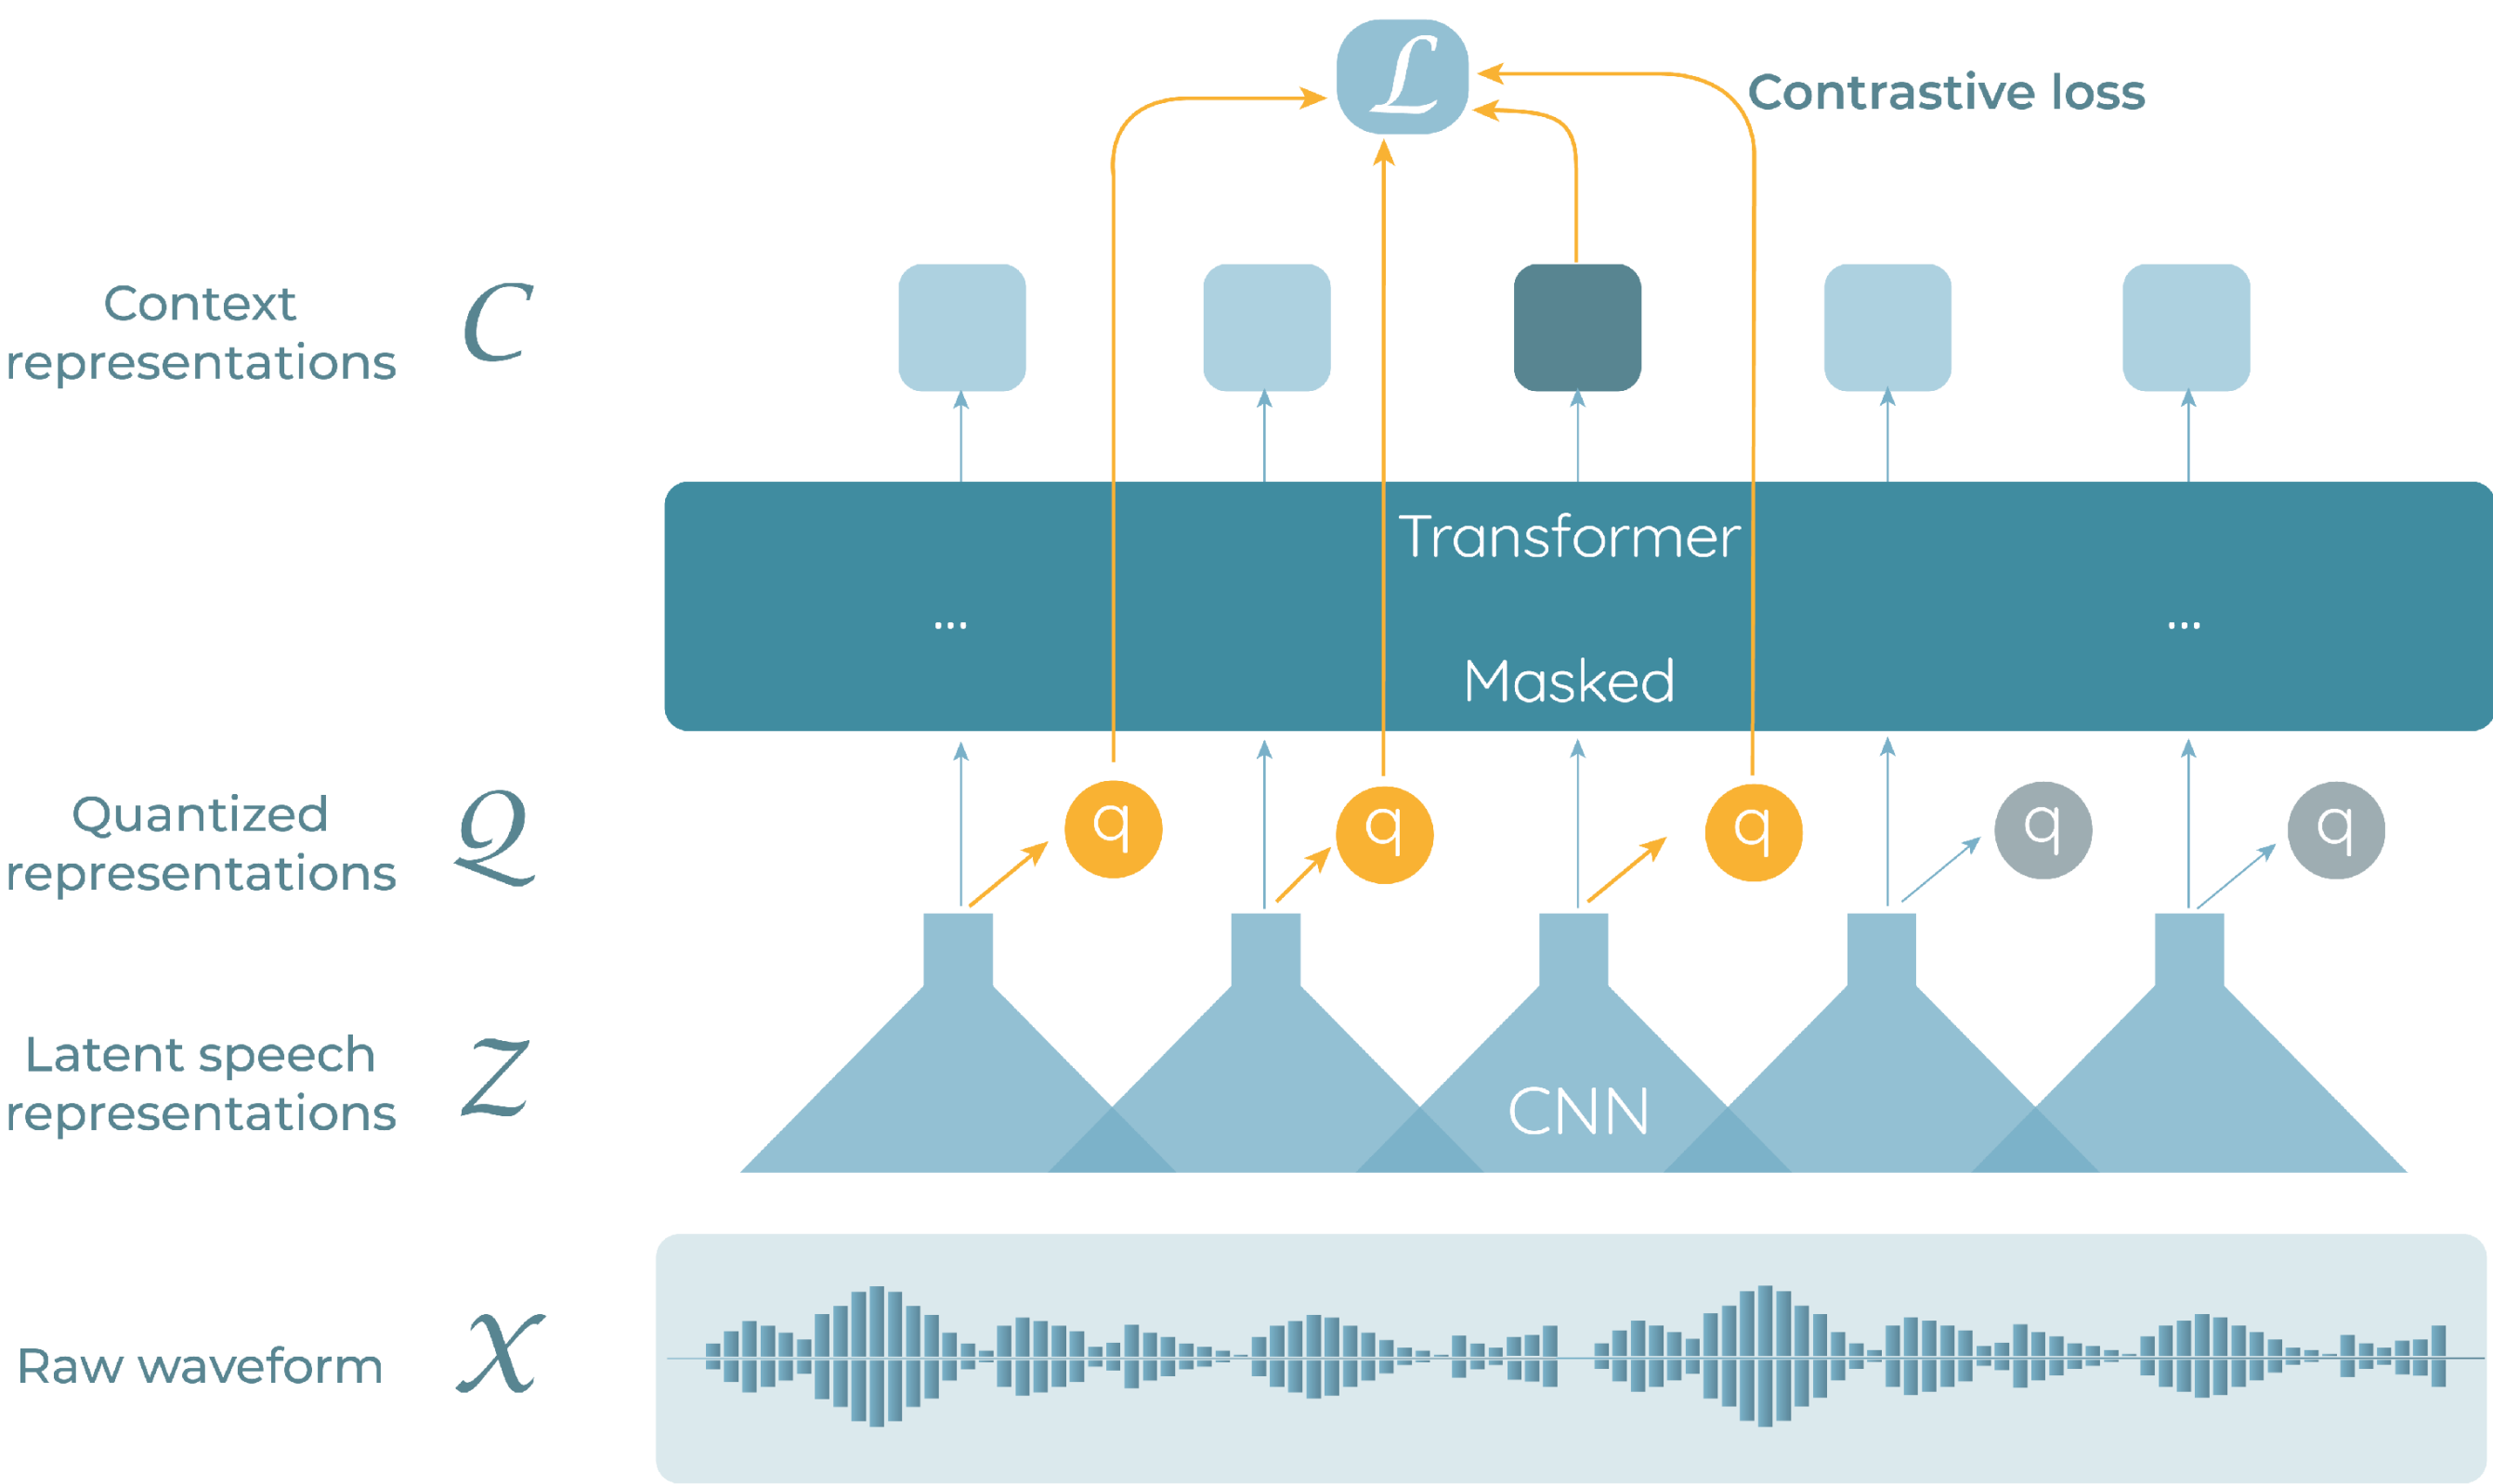 ℒ
Contrastive loss
Context
representations
C
Transformer
... ...
Masked
Quantized
representations
Q
q q q q q
Latent speech
representations
Z
CNN
Raw waveform
X